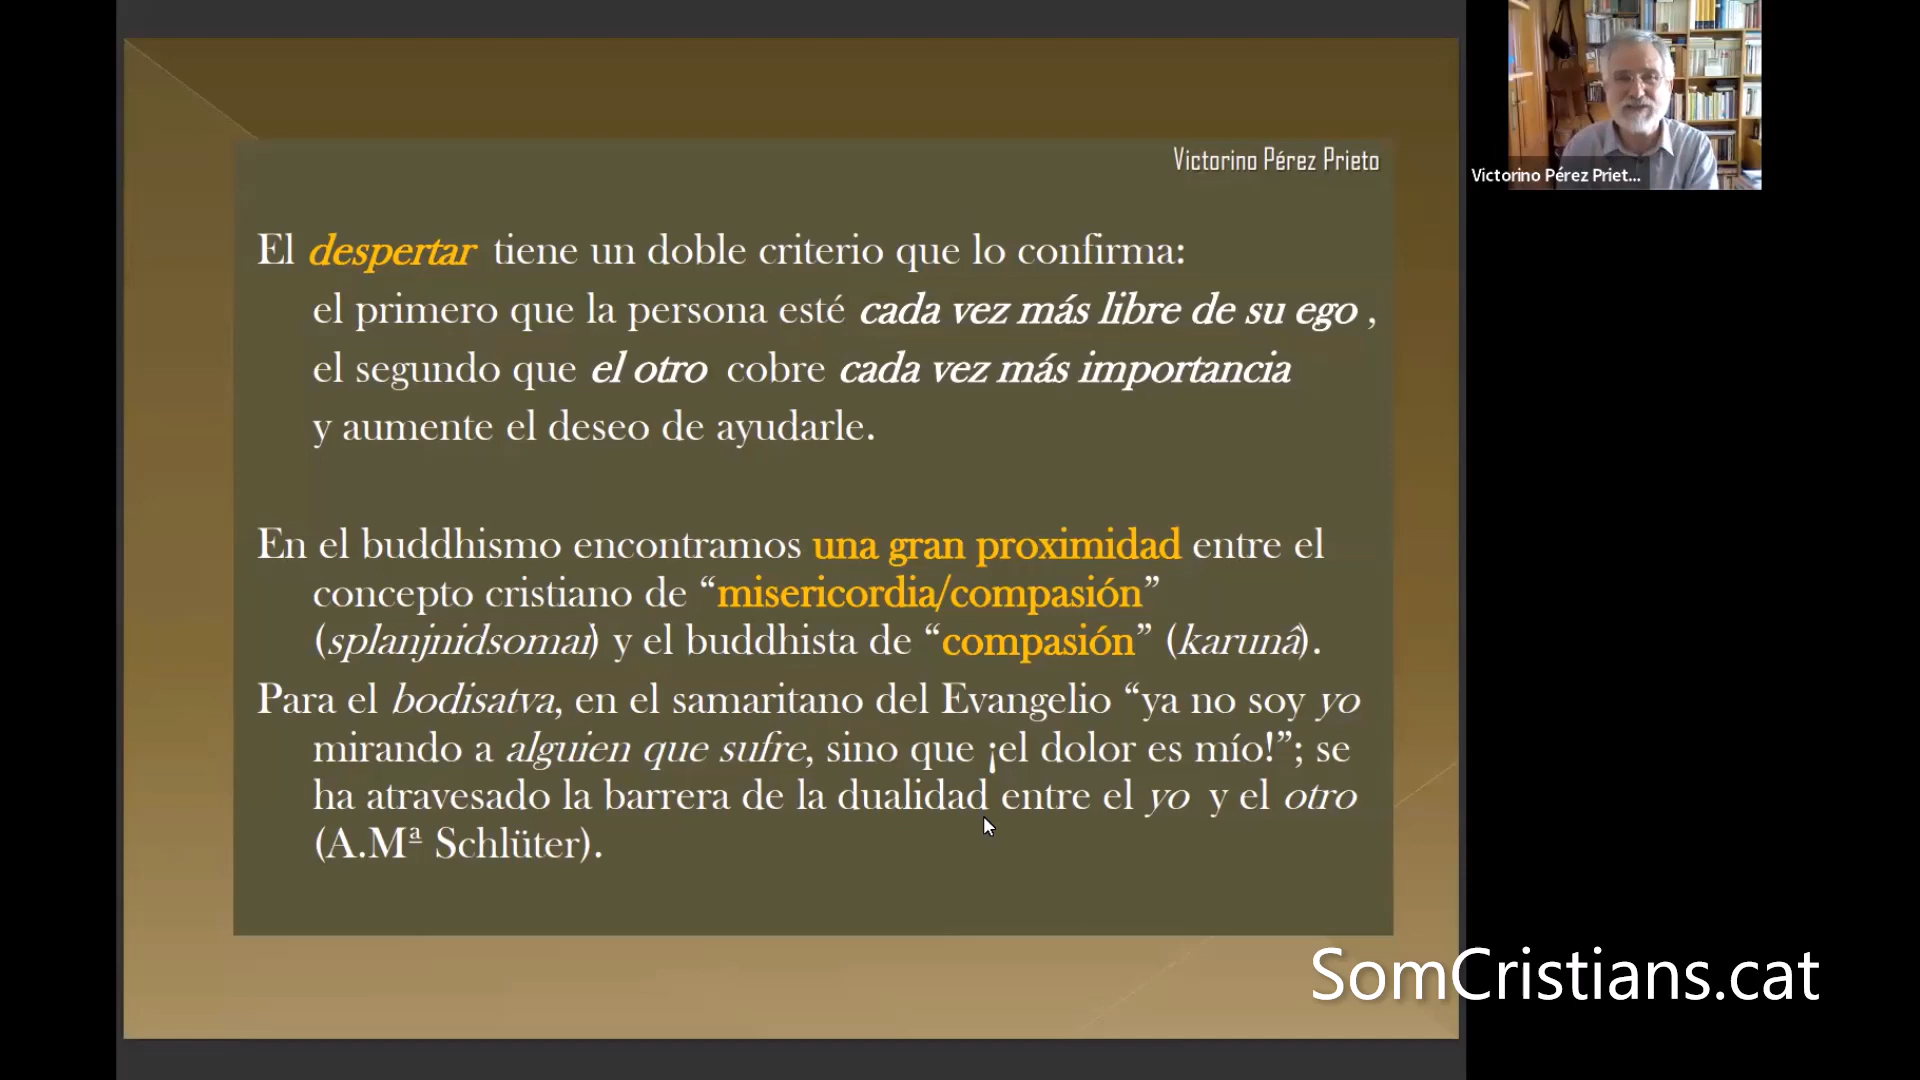 Victorino Pérez Prieto
El despertar tiene un doble criterio que lo confirma:
el primero que la persona esté cada vez más libre de su ego ,
el segundo que el otro cobre cada vez más importancia
y aumente el deseo de ayudarle.
En el buddhismo encontramos una gran proximidad entre el
concepto cristiano de “misericordia/compasión”
(splanjnidsomai) y el buddhista de “compasión” (karunâ).
Para el bodisatva, en el samaritano del Evangelio “ya no soy yo
mirando a alguien que sufre, sino que ¡el dolor es mío!”; se
ha atravesado la barrera de la dualidad entre el yo y el otro
(A.Mª Schlüter).
Victorino Pérez Priet...
SomCristians.cat